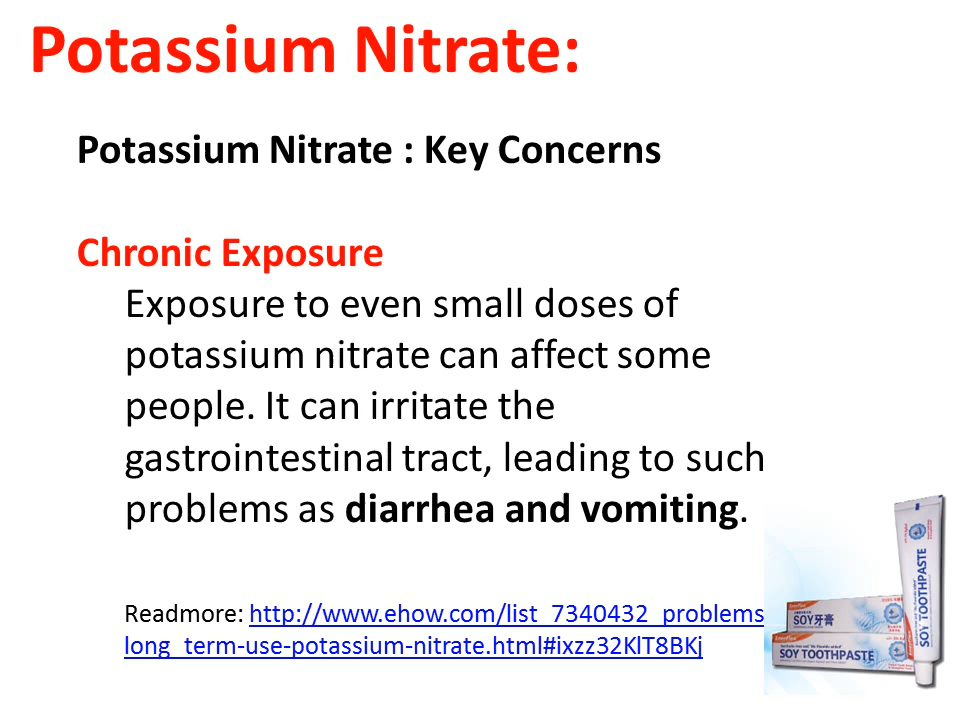 Potassium Nitrate:
Potassium Nitrate : Key Concerns
Chronic Exposure
Exposure to even small doses of
potassium nitrate can affect some
people. It can irritate the
gastrointestinal tract, leading to such
problems as diarrhea and vomiting.
Readmore: http://www.ehow.com/list_7340432_problems
long_term-use-potassium-nitrate.html#ixzz32KlT8BKj
SOY牙膏
SOY TOOTHPASTE
SOY TOOTHPASTE